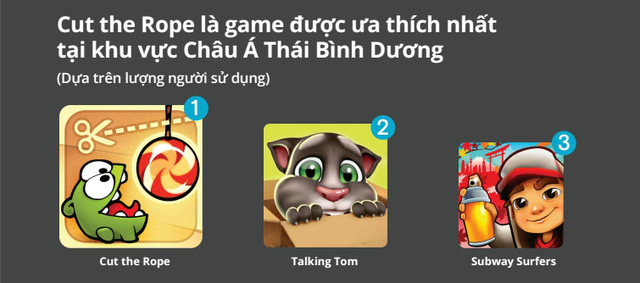 Cut the Rope là game được ưa thích nhất
tại khu vực Châu Á Thái Bình Dương
(Dựa trên lượng người sử dụng)
1
2
3
Cut the Rope
Talking Tom
Subway Surfers